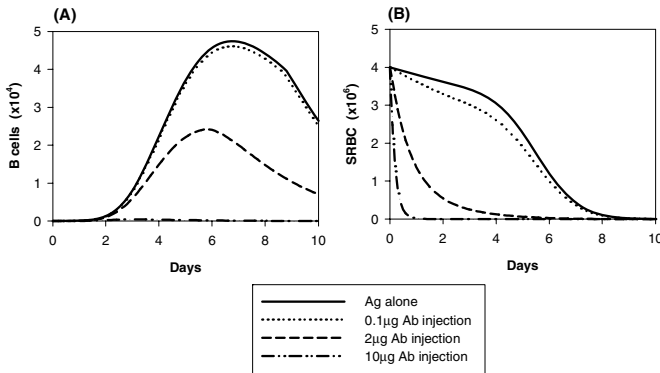 (A)
B cells (x10⁴)
5
4
3
2
1
0
0 2 4 6 8 10
Days
(B)
SRBC (x10⁶)
5
4
3
2
1
0
0 2 4 6 8 10
Days
Ag alone
0.1µg Ab injection
2µg Ab injection
10µg Ab injection